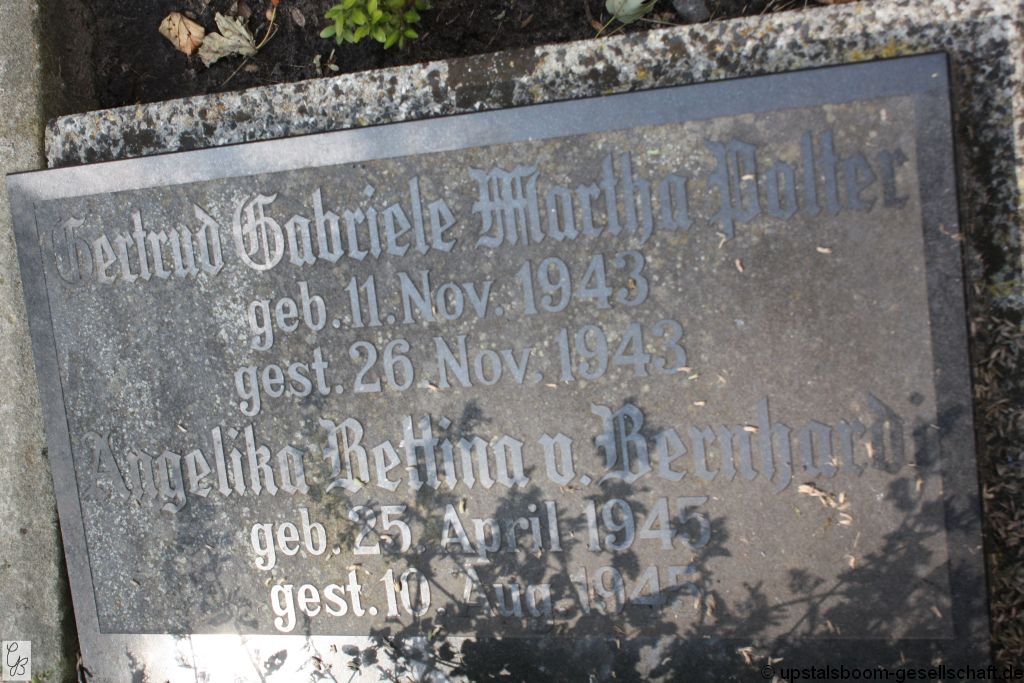 Gertrud Gabriele Martha Polter
geb. 11. Nov. 1943
gest. 26. Nov. 1943
Angelika Bettina v. Bernhardi
geb. 25. April 1945
gest. 10. Aug. 1945
GB
© upstalsboom-gesellschaft.de